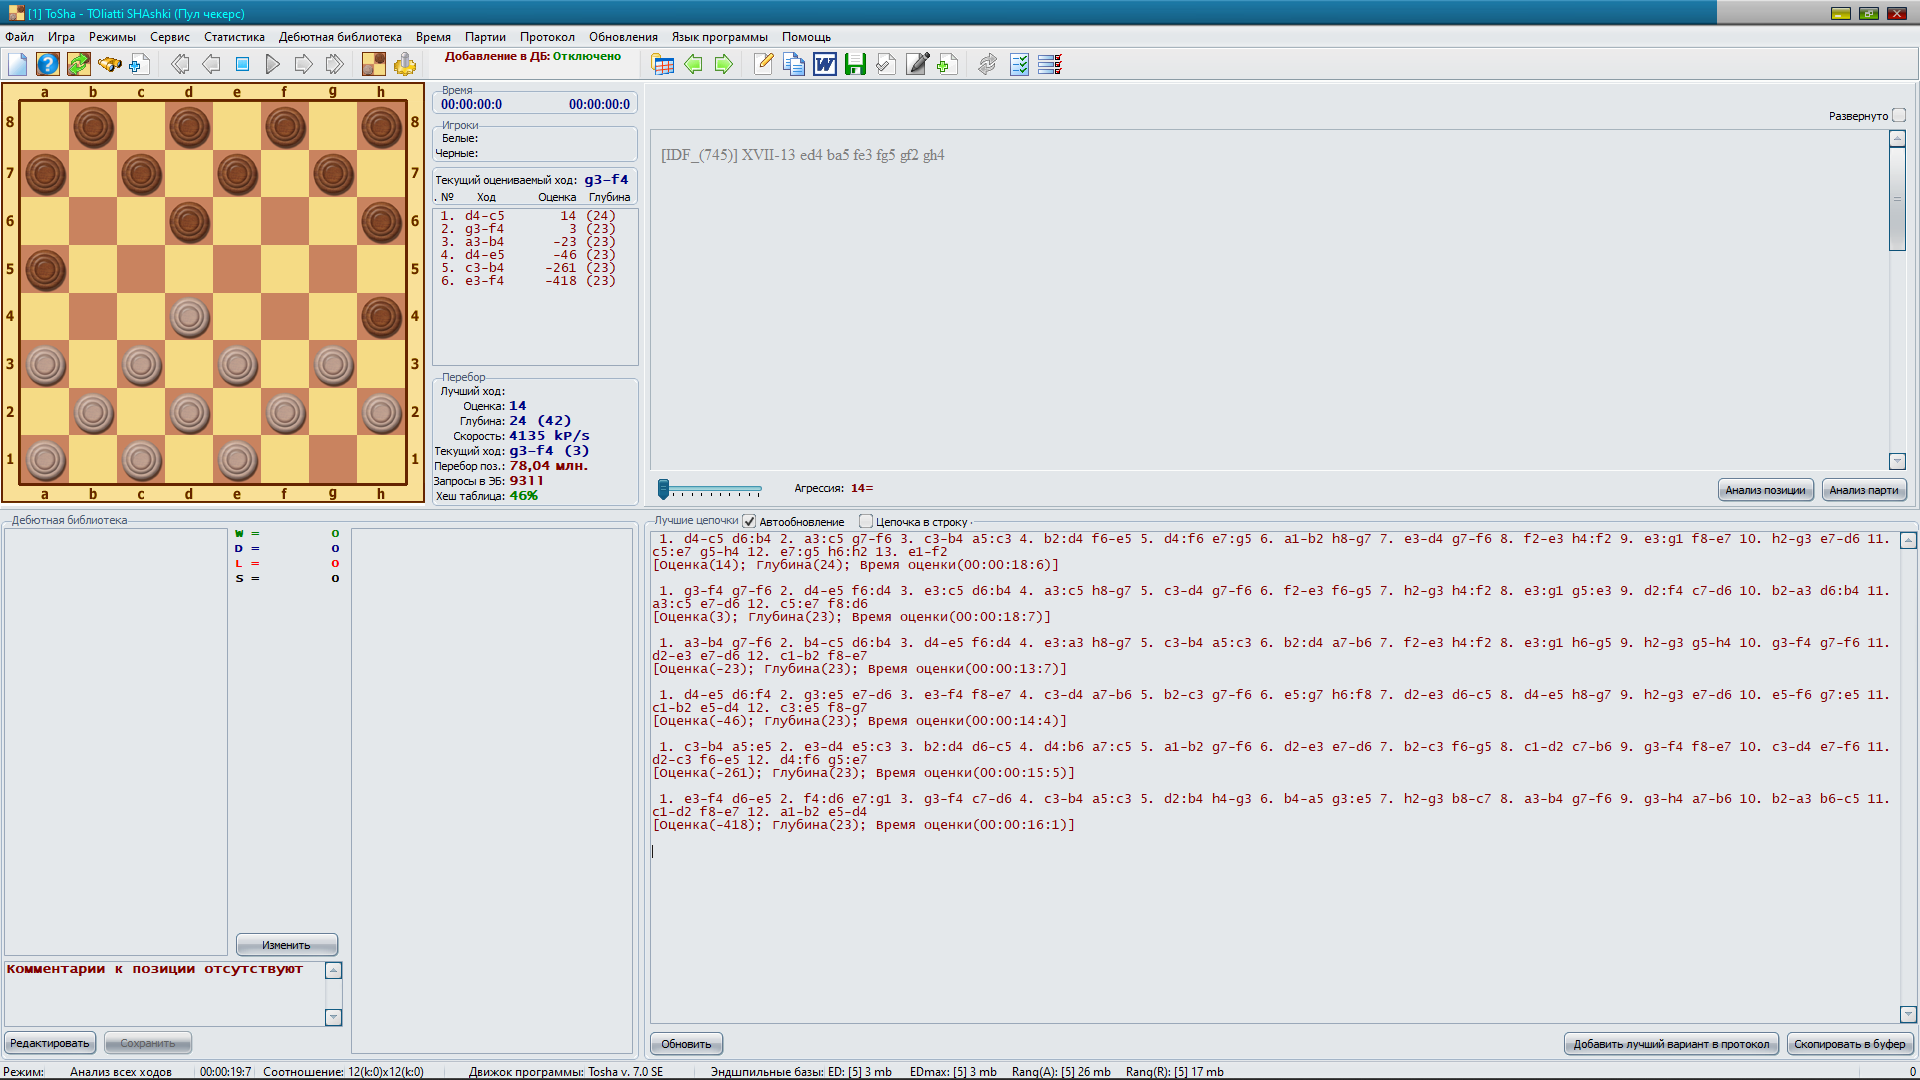 [1] ToSha - TOliatti SHAshki (Пул чекерс)
Файл Игра Режимы Сервис Статистика Дебютная библиотека Время Партии Протокол Обновления Язык программы Помощь
Добавление в ДБ: Отключено
a b c d e f g h
8 8
7 7
6 6
5 5
4 4
3 3
2 2
1 1
a b c d e f g h
Время
00:00:00:0 00:00:00:0
Игроки
Белые:
Черные:
Текущий оцениваемый ход: g3-f4
. № Ход Оценка Глубина
1. d4-c5 14 (24)
2. g3-f4 3 (23)
3. a3-b4 -23 (23)
4. d4-e5 -46 (23)
5. c3-b4 -261 (23)
6. e3-f4 -418 (23)
Перебор
Лучший ход:
Оценка: 14
Глубина: 24 (42)
Скорость: 4135 kP/s
Текущий ход: g3-f4 (3)
Перебор поз.: 78,04 млн.
Запросы в ЭБ: 9311
Хеш таблица: 46%
Развернуто
[IDF_(745)] XVII-13 ed4 ba5 fe3 fg5 gf2 gh4
Агрессия: 14=
Анализ позиции Анализ парти
Дебютная библиотека
W = 0
D = 0
L = 0
S = 0
Изменить
Комментарии к позиции отсутствуют
Редактировать Сохранить
Лучшие цепочки Автообновление Цепочка в строку .
1. d4-c5 d6:b4 2. a3:c5 g7-f6 3. c3-b4 a5:c3 4. b2:d4 f6-e5 5. d4:f6 e7:g5 6. a1-b2 h8-g7 7. e3-d4 g7-f6 8. f2-e3 h4:f2 9. e3:g1 f8-e7 10. h2-g3 e7-d6 11.
c5:e7 g5-h4 12. e7:g5 h6:h2 13. e1-f2
[Оценка(14); Глубина(24); Время оценки(00:00:18:6)]
1. g3-f4 g7-f6 2. d4-e5 f6:d4 3. e3:c5 d6:b4 4. a3:c5 h8-g7 5. c3-d4 g7-f6 6. f2-e3 f6-g5 7. h2-g3 h4:f2 8. e3:g1 g5:e3 9. d2:f4 c7-d6 10. b2-a3 d6:b4 11.
a3:c5 e7-d6 12. c5:e7 f8:d6
[Оценка(3); Глубина(23); Время оценки(00:00:18:7)]
1. a3-b4 g7-f6 2. b4-c5 d6:b4 3. d4-e5 f6:d4 4. e3:a3 h8-g7 5. c3-b4 a5:c3 6. b2:d4 a7-b6 7. f2-e3 h4:f2 8. e3:g1 h6-g5 9. h2-g3 g5-h4 10. g3-f4 g7-f6 11.
d2-e3 e7-d6 12. c1-b2 f8-e7
[Оценка(-23); Глубина(23); Время оценки(00:00:13:7)]
1. d4-e5 d6:f4 2. g3:e5 e7-d6 3. e3-f4 f8-e7 4. c3-d4 a7-b6 5. b2-c3 g7-f6 6. e5:g7 h6:f8 7. d2-e3 d6-c5 8. d4-e5 h8-g7 9. h2-g3 e7-d6 10. e5-f6 g7:e5 11.
c1-b2 e5-d4 12. c3:e5 f8-g7
[Оценка(-46); Глубина(23); Время оценки(00:00:14:4)]
1. c3-b4 a5:e5 2. e3-d4 e5:c3 3. b2:d4 d6-c5 4. d4:b6 a7:c5 5. a1-b2 g7-f6 6. d2-e3 e7-d6 7. b2-c3 f6-g5 8. c1-d2 c7-b6 9. g3-f4 f8-e7 10. c3-d4 e7-f6 11.
d2-c3 f6-e5 12. d4:f6 g5:e7
[Оценка(-261); Глубина(23); Время оценки(00:00:15:5)]
1. e3-f4 d6-e5 2. f4:d6 e7:g1 3. g3-f4 c7-d6 4. c3-b4 a5:c3 5. d2:b4 h4-g3 6. b4-a5 g3:e5 7. h2-g3 b8-c7 8. a3-b4 g7-f6 9. g3-h4 a7-b6 10. b2-a3 b6-c5 11.
c1-d2 f8-e7 12. a1-b2 e5-d4
[Оценка(-418); Глубина(23); Время оценки(00:00:16:1)]
Обновить Добавить лучший вариант в протокол Скопировать в буфер
Режим: Анализ всех ходов 00:00:19:7 Соотношение: 12(k:0)x12(k:0) Движок программы: Tosha v. 7.0 SE Эндшпильные базы: ED: [5] 3 mb EDmax: [5] 3 mb Rang(A): [5] 26 mb Rang(R): [5] 17 mb 0